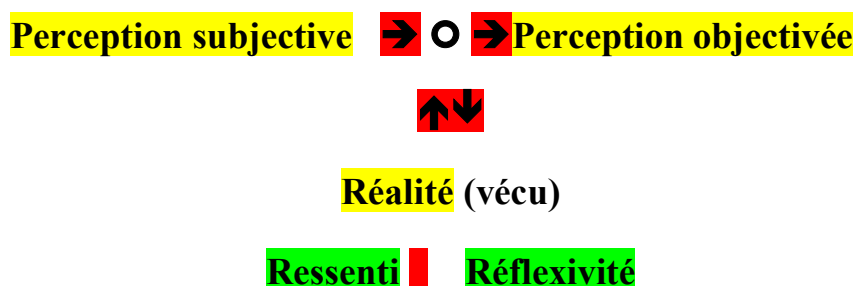 Perception subjective ➔ O ➔ Perception objectivée
🡹🡻
Réalité (vécu)
Ressenti Réflexivité